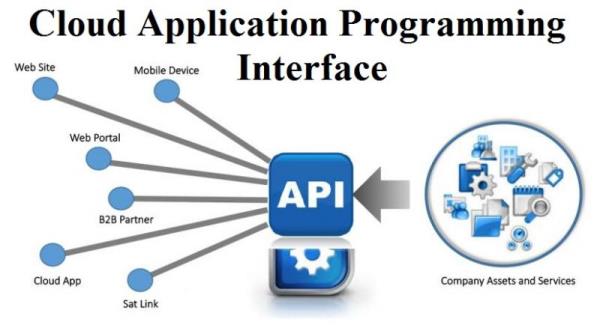 Cloud Application Programming
Interface
Web Site
Mobile Device
Web Portal
B2B Partner
Cloud App
Sat Link
API
Company Assets and Services